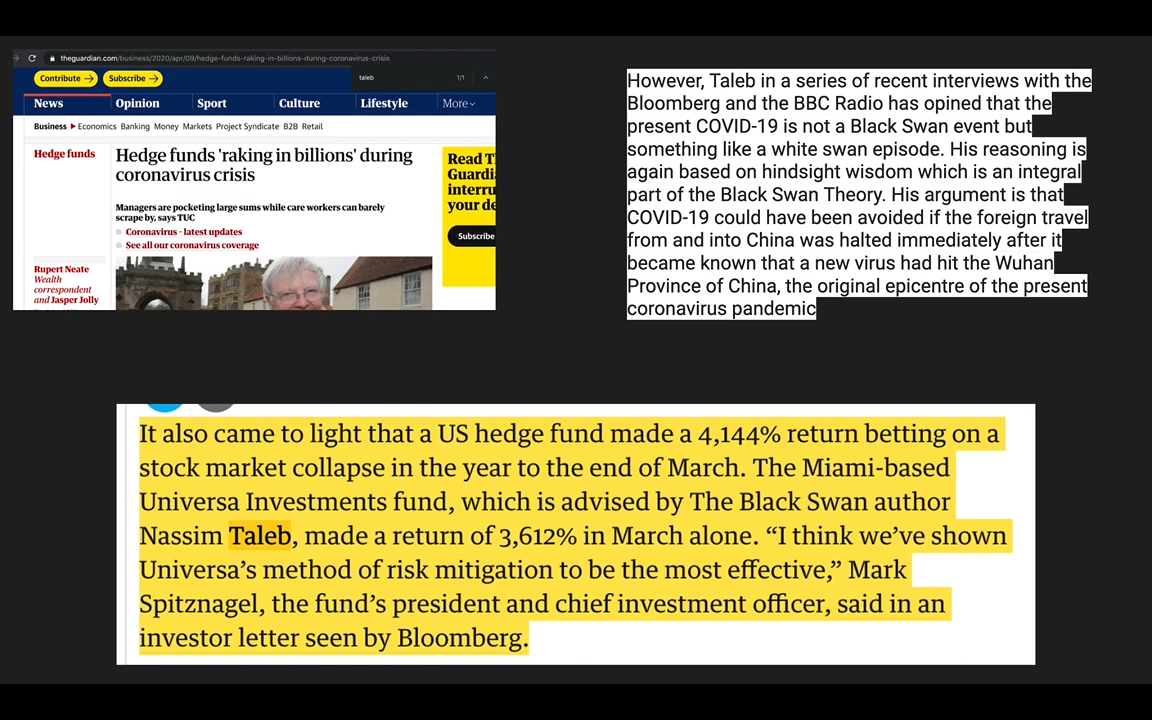 theguardian.com/business/2020/apr/09/hedge-funds-raking-in-billions-during-coronavirus-crisis
Contribute →
Subscribe →
taleb
1/1
News
Opinion
Sport
Culture
Lifestyle
More
Business ▸ Economics Banking Money Markets Project Syndicate B2B Retail
Hedge funds
Hedge funds 'raking in billions' during
coronavirus crisis
Managers are pocketing large sums while care workers can barely
scrape by, says TUC
Coronavirus – latest updates
See all our coronavirus coverage
Rupert Neate
Wealth
correspondent
and Jasper Jolly
Read
Guardi
interru
your de
Subscribe
However, Taleb in a series of recent interviews with the
Bloomberg and the BBC Radio has opined that the
present COVID-19 is not a Black Swan event but
something like a white swan episode. His reasoning is
again based on hindsight wisdom which is an integral
part of the Black Swan Theory. His argument is that
COVID-19 could have been avoided if the foreign travel
from and into China was halted immediately after it
became known that a new virus had hit the Wuhan
Province of China, the original epicentre of the present
coronavirus pandemic
It also came to light that a US hedge fund made a 4,144% return betting on a
stock market collapse in the year to the end of March. The Miami-based
Universa Investments fund, which is advised by The Black Swan author
Nassim Taleb, made a return of 3,612% in March alone. “I think we’ve shown
Universa’s method of risk mitigation to be the most effective,” Mark
Spitznagel, the fund’s president and chief investment officer, said in an
investor letter seen by Bloomberg.